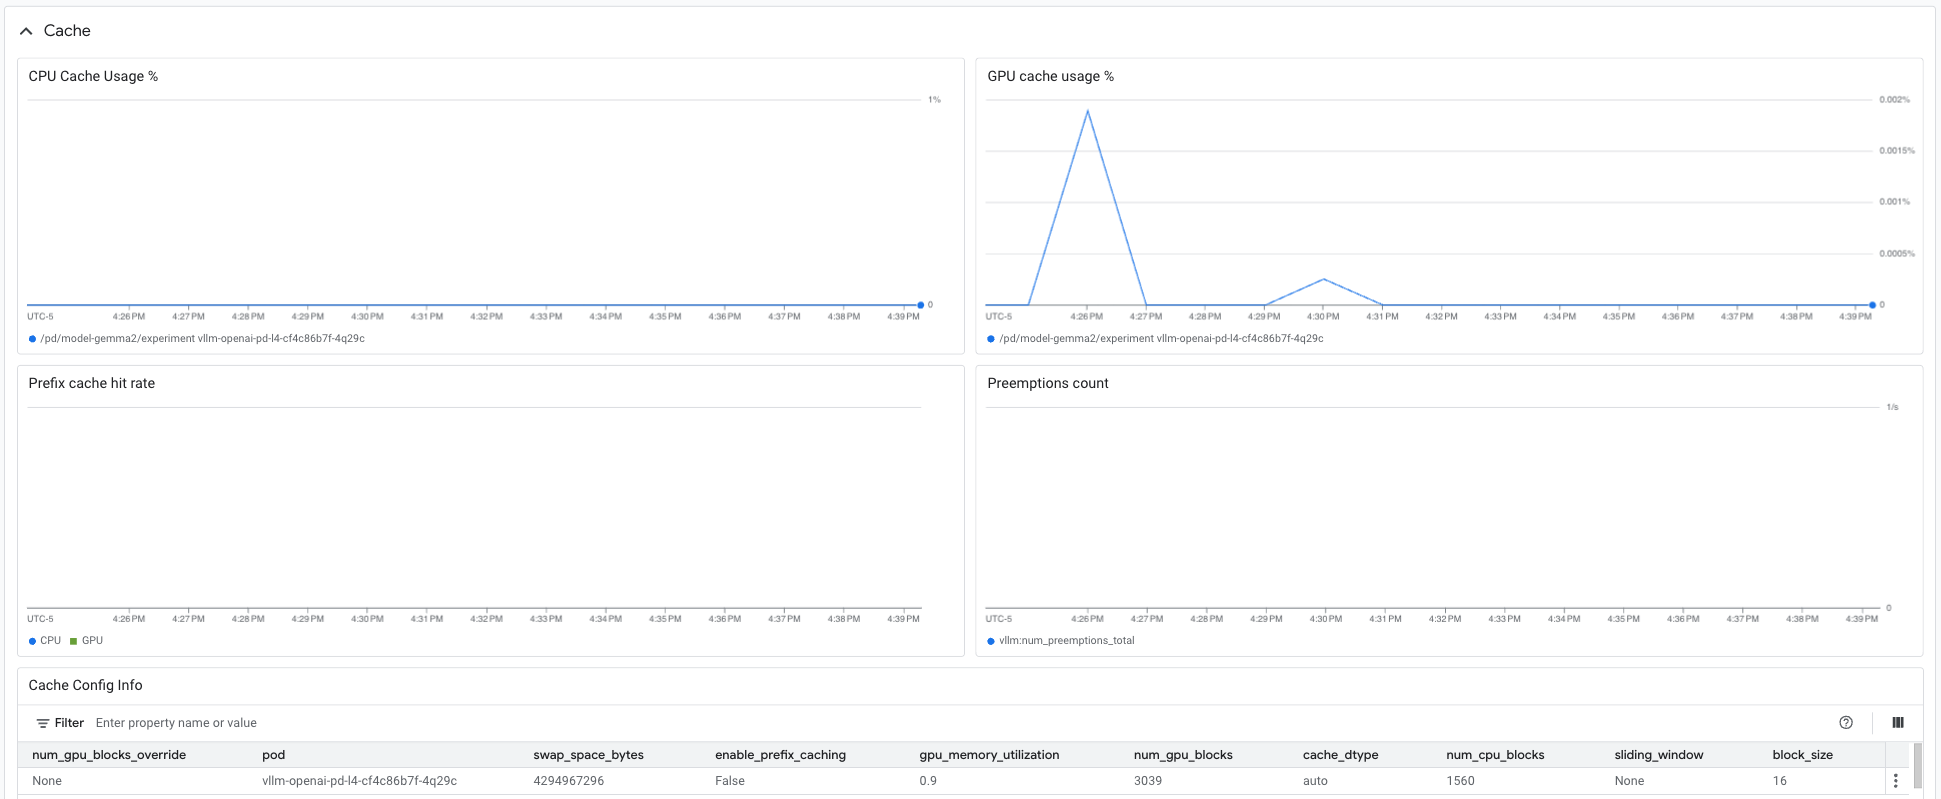 Cache
CPU Cache Usage %
1%
0
UTC-5 4:26 PM 4:27 PM 4:28 PM 4:29 PM 4:30 PM 4:31 PM 4:32 PM 4:33 PM 4:34 PM 4:35 PM 4:36 PM 4:37 PM 4:38 PM 4:39 PM
/pd/model-gemma2/experiment vllm-openai-pd-l4-cf4c86b7f-4q29c
GPU cache usage %
0.002%
0.0015%
0.001%
0.0005%
0
UTC-5 4:26 PM 4:27 PM 4:28 PM 4:29 PM 4:30 PM 4:31 PM 4:32 PM 4:33 PM 4:34 PM 4:35 PM 4:36 PM 4:37 PM 4:38 PM 4:39 PM
/pd/model-gemma2/experiment vllm-openai-pd-l4-cf4c86b7f-4q29c
Prefix cache hit rate
UTC-5 4:26 PM 4:27 PM 4:28 PM 4:29 PM 4:30 PM 4:31 PM 4:32 PM 4:33 PM 4:34 PM 4:35 PM 4:36 PM 4:37 PM 4:38 PM 4:39 PM
CPU GPU
Preemptions count
1/s
0
UTC-5 4:26 PM 4:27 PM 4:28 PM 4:29 PM 4:30 PM 4:31 PM 4:32 PM 4:33 PM 4:34 PM 4:35 PM 4:36 PM 4:37 PM 4:38 PM 4:39 PM
vllm:num_preemptions_total
Cache Config Info
Filter Enter property name or value
num_gpu_blocks_override pod swap_space_bytes enable_prefix_caching gpu_memory_utilization num_gpu_blocks cache_dtype num_cpu_blocks sliding_window block_size
None vllm-openai-pd-l4-cf4c86b7f-4q29c 4294967296 False 0.9 3039 auto 1560 None 16